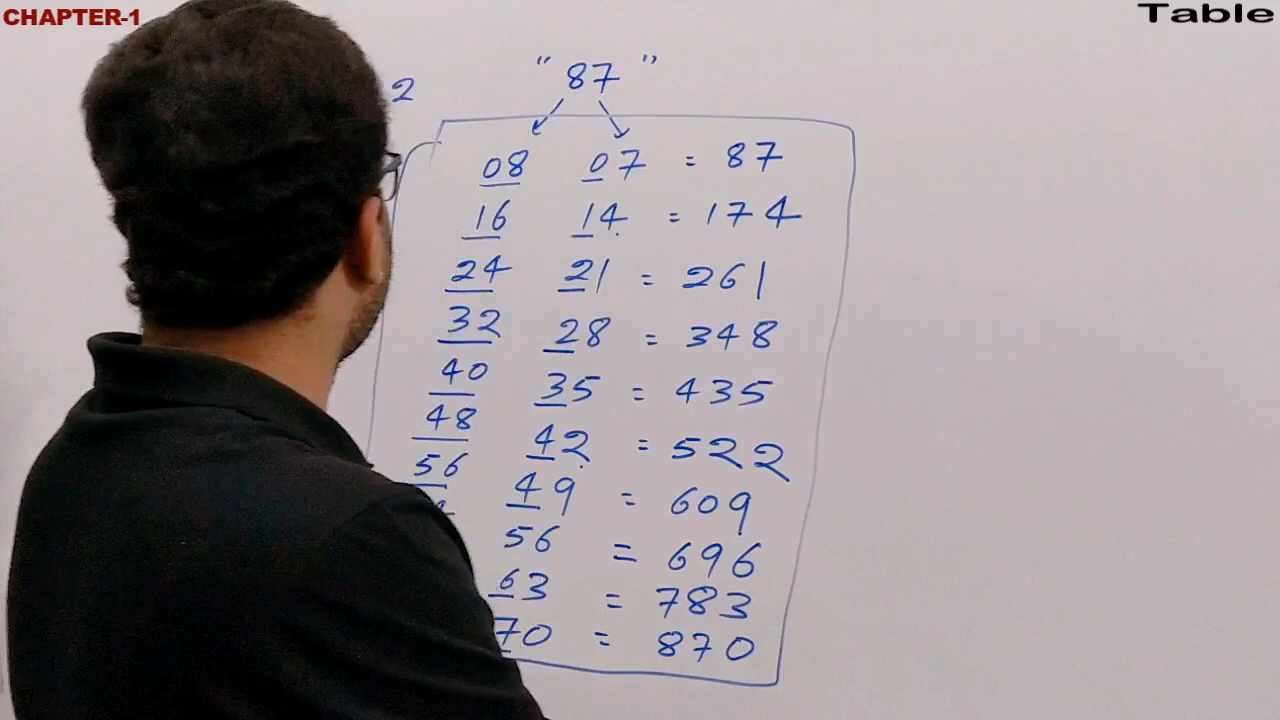 CHAPTER-1
Table
2
" 87 "
08 07 = 87
16 14 = 174
24 21 = 261
32 28 = 348
40 35 = 435
48 42 = 522
56 49 = 609
56 = 696
63 = 783
70 = 870